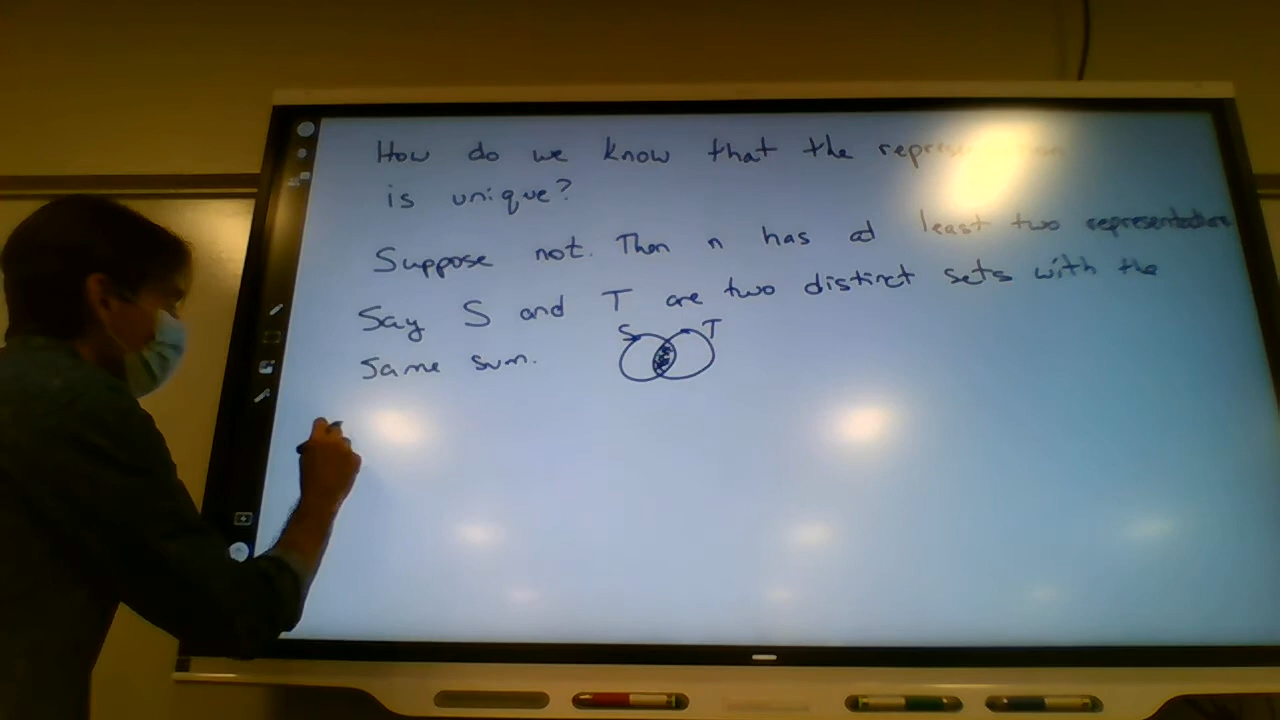 How do we know that the representation
is unique?
Suppose not. Then n has at least two representations
Say S and T are two distinct sets with the
same sum.
S T